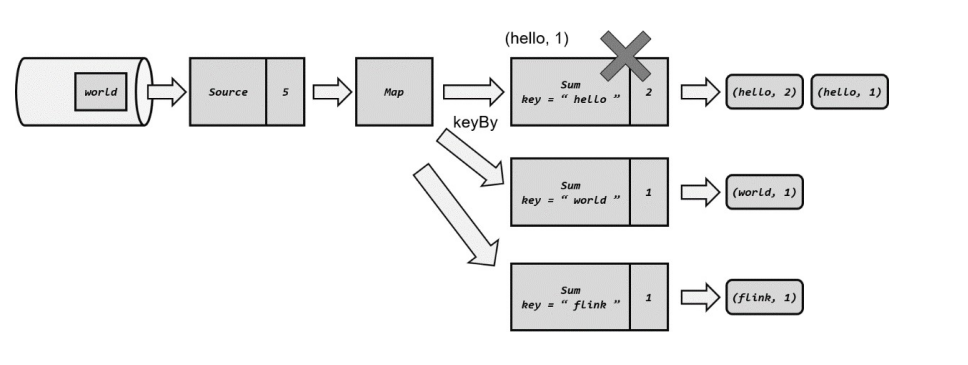 (hello, 1)
world
Source
5
Map
Sum
key = “ hello ”
2
(hello, 2)
(hello, 1)
keyBy
Sum
key = “ world ”
1
(world, 1)
Sum
key = “ flink ”
1
(flink, 1)